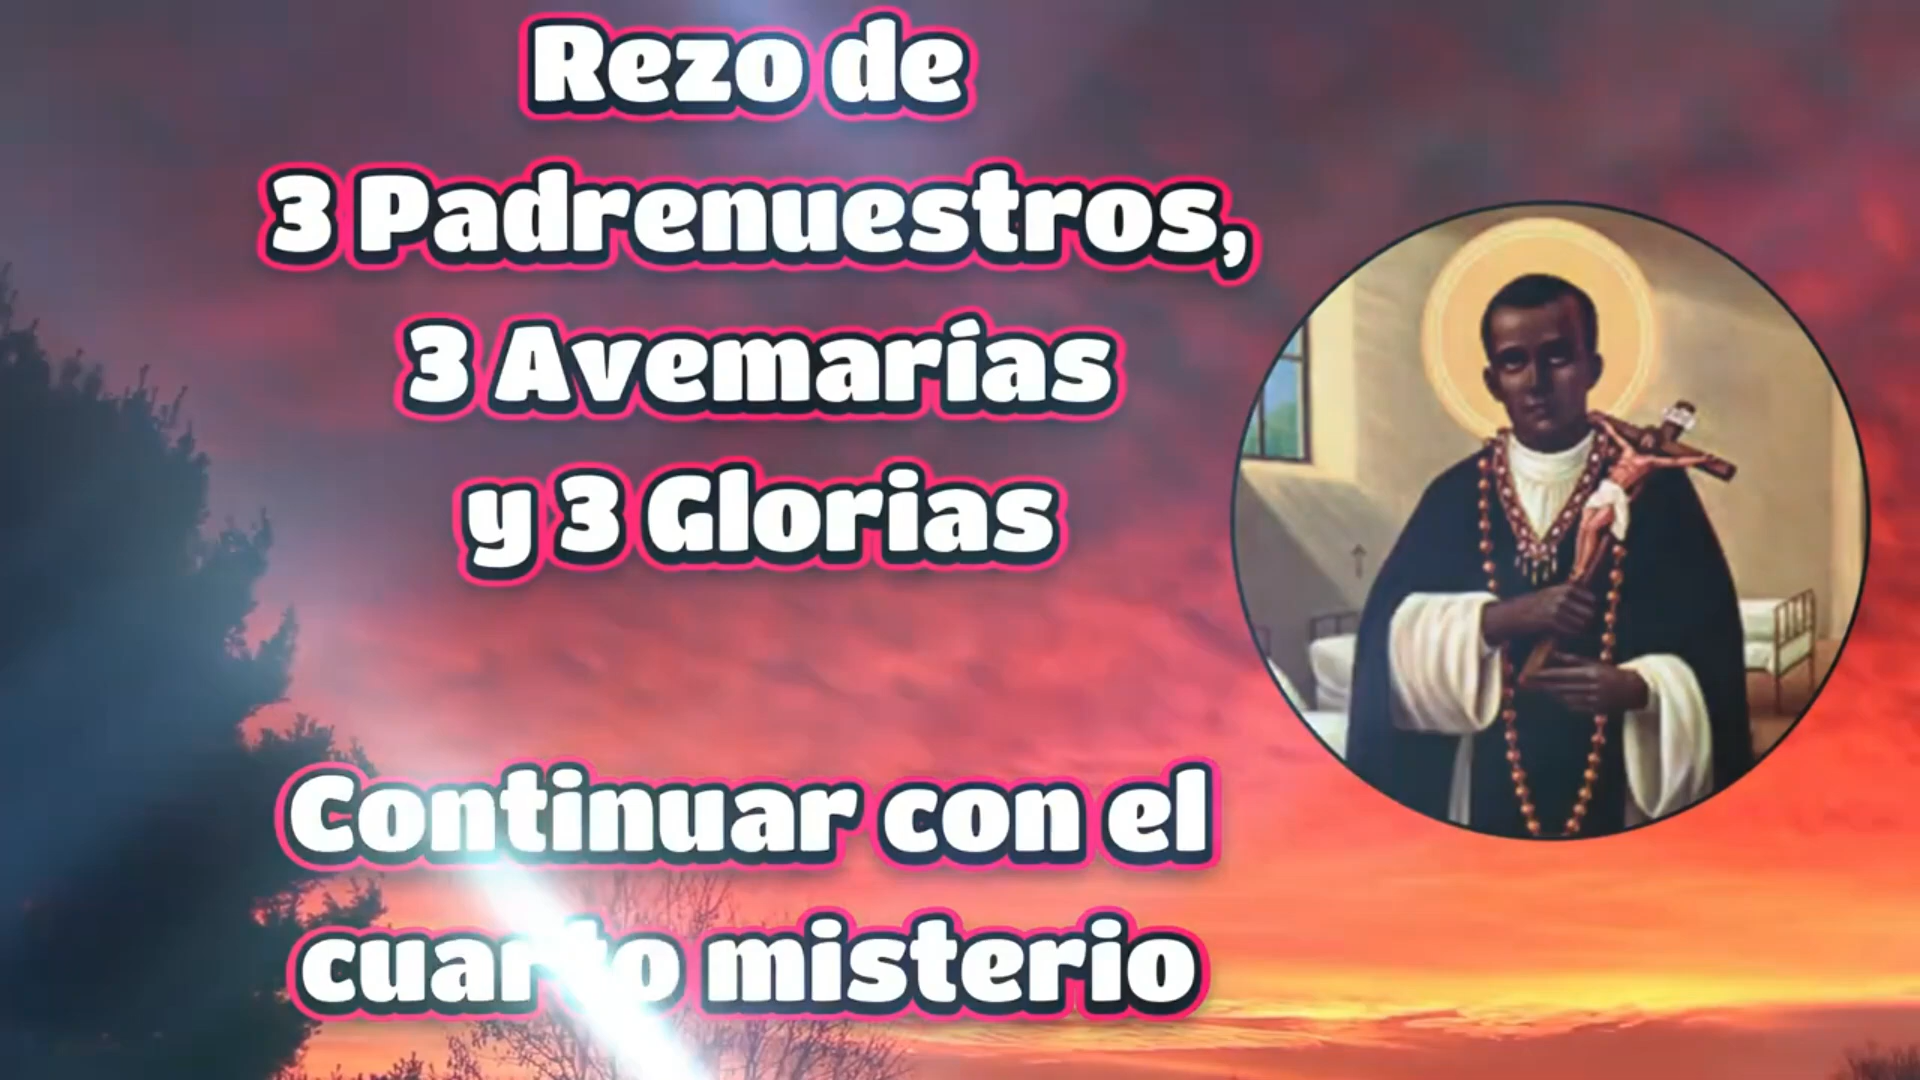 Rezo de
3 Padrenuestros,
3 Avemarías
y 3 Glorias
Continuar con el
cuarto misterio